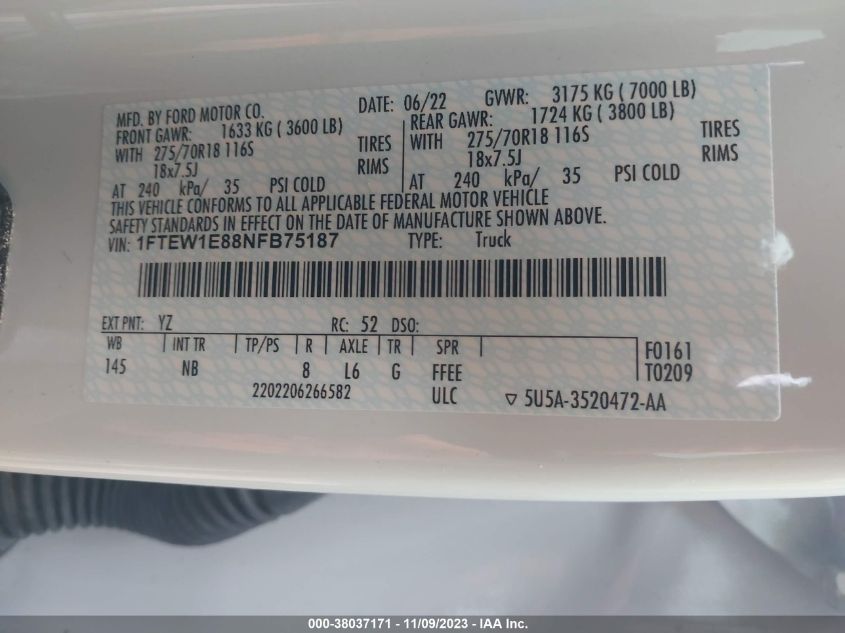 MFD. BY FORD MOTOR CO.
DATE: 06/22 GVWR: 3175 KG ( 7000 LB)
FRONT GAWR: 1633 KG ( 3600 LB)
REAR GAWR: 1724 KG ( 3800 LB)
WITH 275/70R18 116S TIRES
WITH 275/70R18 116S TIRES
18x7.5J RIMS
18x7.5J RIMS
AT 240 kPa/ 35 PSI COLD
AT 240 kPa/ 35 PSI COLD
THIS VEHICLE CONFORMS TO ALL APPLICABLE FEDERAL MOTOR VEHICLE
SAFETY STANDARDS IN EFFECT ON THE DATE OF MANUFACTURE SHOWN ABOVE.
VIN: 1FTEW1E88NFB75187 TYPE: Truck
EXT PNT: YZ RC: 52 DSO:
WB INT TR TP/PS R AXLE TR SPR
145 NB 8 L6 G FFEE
F0161
T0209
2202206266582 ULC ▽ 5U5A-3520472-AA
000-38037171 - 11/09/2023 - IAA Inc.